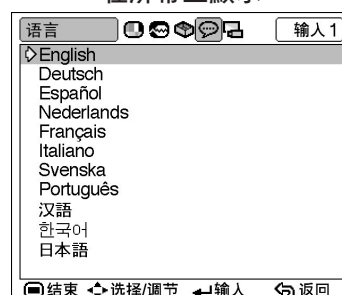 语言 输入1
English
Deutsch
Español
Nederlands
Français
Italiano
Svenska
Português
汉語
한국어
日本語
结束 选择/调节 输入 返回